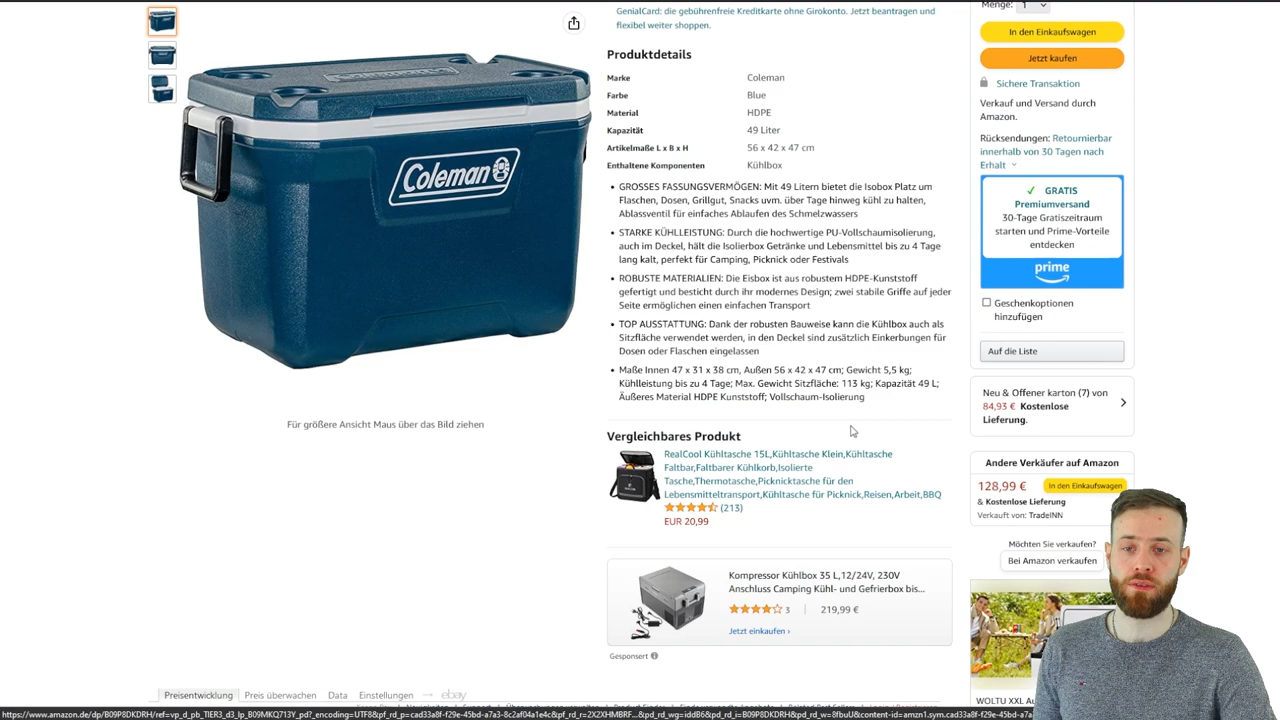 GenialCard: die gebührenfreie Kreditkarte ohne Girokonto. Jetzt beantragen und
flexibel weiter shoppen.
Produktdetails
Marke Coleman
Farbe Blue
Material HDPE
Kapazität 49 Liter
Artikelmaße L x B x H 56 x 42 x 47 cm
Enthaltene Komponenten Kühlbox
• GROSSES FASSUNGSVERMÖGEN: Mit 49 Litern bietet die Isobox Platz um
Flaschen, Dosen, Grillgut, Snacks uvm. über Tage hinweg kühl zu halten,
Ablassventil für einfaches Ablaufen des Schmelzwassers
• STARKE KÜHLLEISTUNG: Durch die hochwertige PU-Vollschaumisolierung,
auch im Deckel, hält die Isolierbox Getränke und Lebensmittel bis zu 4 Tage
lang kalt, perfekt für Camping, Picknick oder Festivals
• ROBUSTE MATERIALIEN: Die Eisbox ist aus robustem HDPE-Kunststoff
gefertigt und besticht durch ihr modernes Design; zwei stabile Griffe auf jeder
Seite ermöglichen einen einfachen Transport
• TOP AUSSTATTUNG: Dank der robusten Bauweise kann die Kühlbox auch als
Sitzfläche verwendet werden, in den Deckel sind zusätzlich Einkerbungen für
Dosen oder Flaschen eingelassen
• Maße Innen 47 x 31 x 38 cm, Außen 56 x 42 x 47 cm; Gewicht 5,5 kg;
Kühlleistung bis zu 4 Tage; Max. Gewicht Sitzfläche: 113 kg; Kapazität 49 L;
Äußeres Material HDPE Kunststoff; Vollschaum-Isolierung
Coleman
Für größere Ansicht Maus über das Bild ziehen
Vergleichbares Produkt
RealCool Kühltasche 15L,Kühltasche Klein,Kühltasche
Faltbar,Faltbarer Kühlkorb,Isolierte
Tasche,Thermotasche,Picknicktasche für den
Lebensmitteltransport,Kühltasche für Picknick,Reisen,Arbeit,BBQ
(213)
EUR 20,99
Kompressor Kühlbox 35 L,12/24V, 230V
Anschluss Camping Kühl- und Gefrierbox bis...
3 219,99 €
Jetzt einkaufen ›
Gesponsert
Menge: 1
In den Einkaufswagen
Jetzt kaufen
Sichere Transaktion
Verkauf und Versand durch
Amazon.
Rücksendungen: Retournierbar
innerhalb von 30 Tagen nach
Erhalt
GRATIS
Premiumversand
30-Tage Gratiszeitraum
starten und Prime-Vorteile
entdecken
prime
Geschenkoptionen
hinzufügen
Auf die Liste
Neu & Offener karton (7) von
84,93 € Kostenlose
Lieferung.
Andere Verkäufer auf Amazon
128,99 € In den Einkaufswagen
& Kostenlose Lieferung
Verkauft von: TradeINN
Möchten Sie verkaufen?
Bei Amazon verkaufen
WOLTU XXL Au
Preisentwicklung Preis überwachen Data Einstellungen → ebay